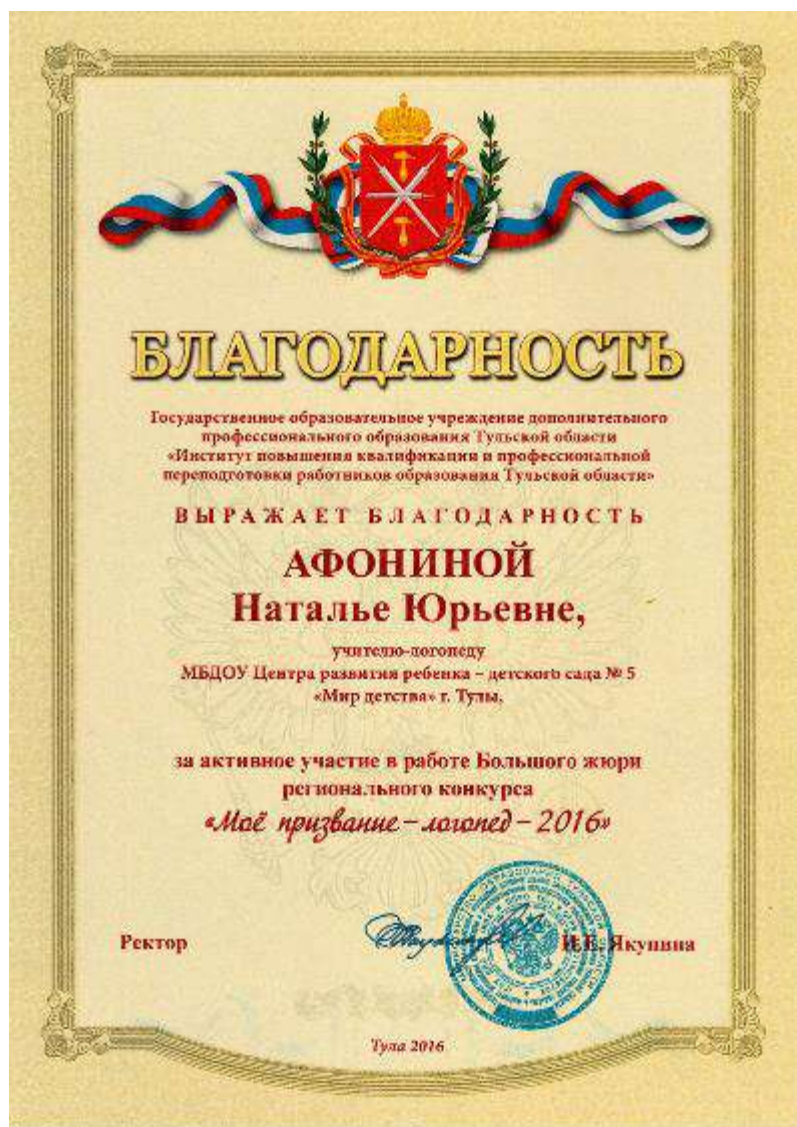 БЛАГОДАРНОСТЬ
Государственное образовательное учреждение дополнительного
профессионального образования Тульской области
«Институт повышения квалификации и профессиональной
переподготовки работников образования Тульской области»
ВЫРАЖАЕТ БЛАГОДАРНОСТЬ
АФОНИНОЙ
Наталье Юрьевне,
учителю-логопеду
МБДОУ Центра развития ребенка – детского сада № 5
«Мир детства» г. Тулы,
за активное участие в работе Большого жюри
регионального конкурса
«Моё призвание – логопед – 2016»
Ректор
И.Е. Якунина
Тула 2016